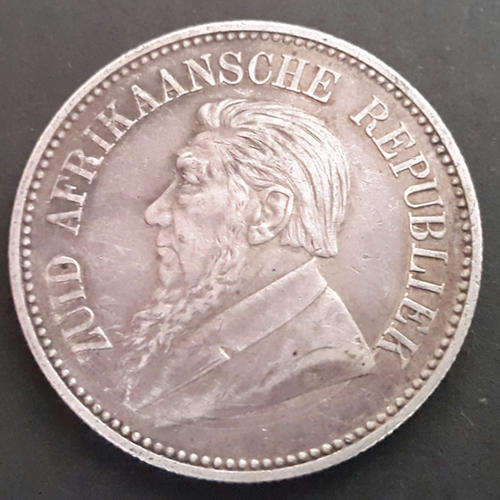 ZUID AFRIKAANSCHE REPUBLIEK